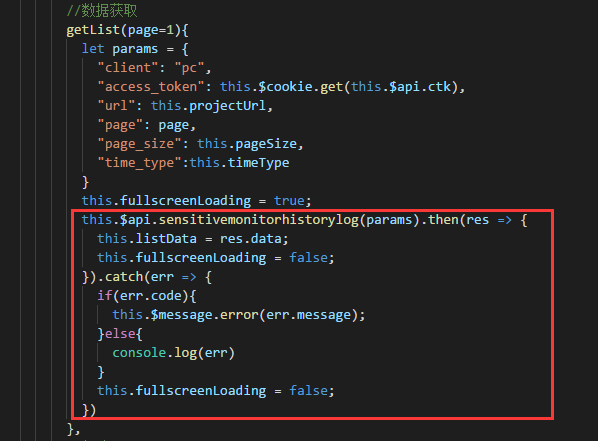 //数据获取
getList(page=1){
let params = {
"client": "pc",
"access_token": this.$cookie.get(this.$api.ctk),
"url": this.projectUrl,
"page": page,
"page_size": this.pageSize,
"time_type":this.timeType
}
this.fullscreenLoading = true;
this.$api.sensitivemonitorhistorylog(params).then(res => {
this.listData = res.data;
this.fullscreenLoading = false;
}).catch(err => {
if(err.code){
this.$message.error(err.message);
}else{
console.log(err)
}
this.fullscreenLoading = false;
})
},